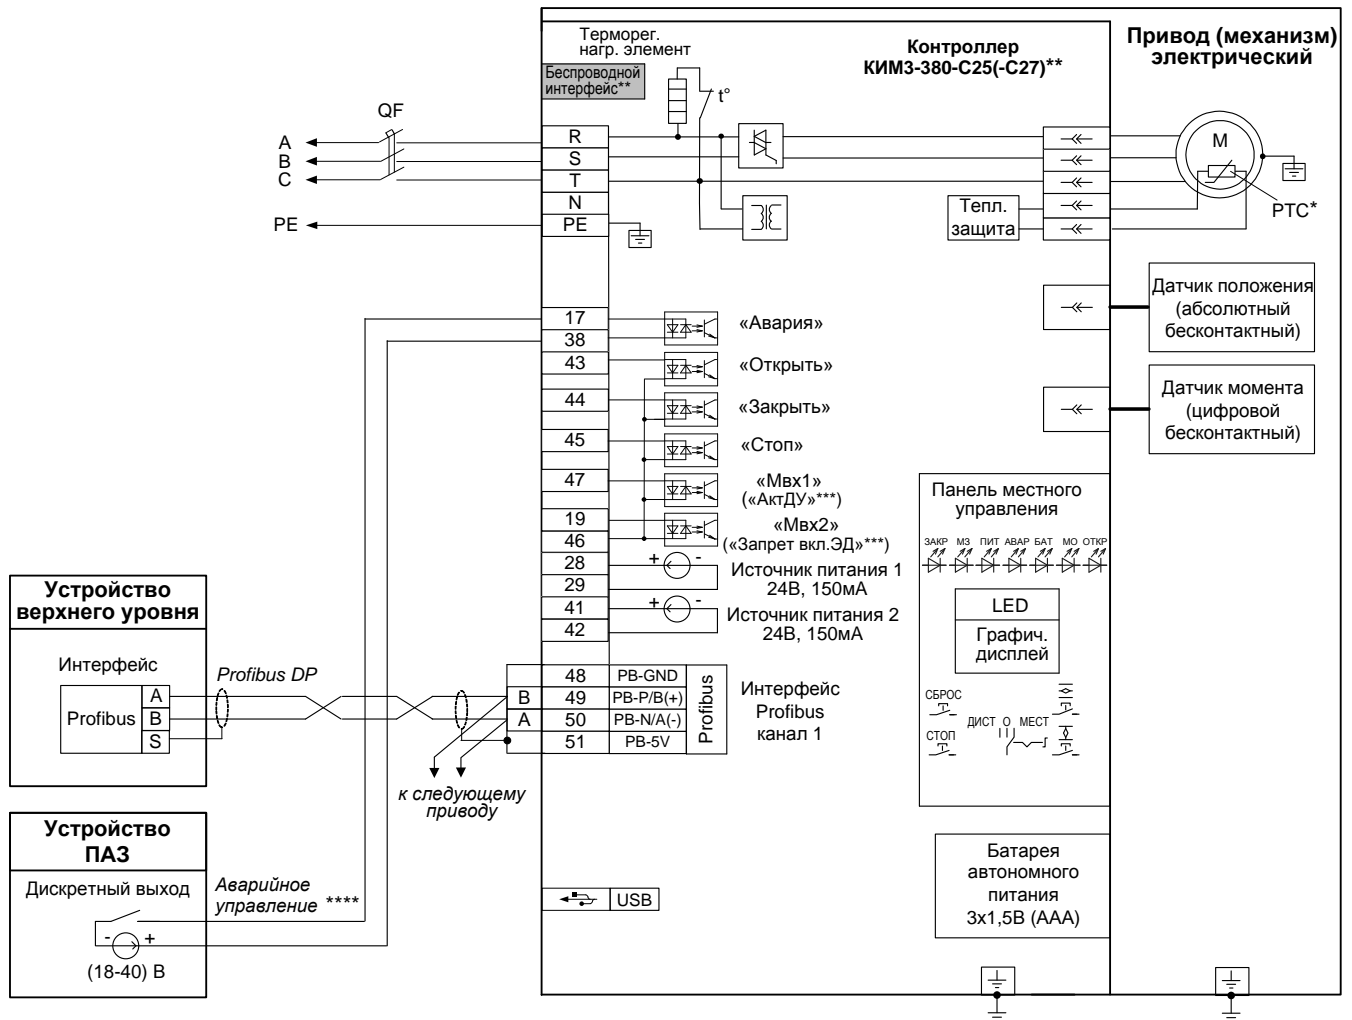 Терморег.
нагр. элемент
Беспроводной
интерфейс**
Контроллер
КИМ3-380-С25(-С27)**
Привод (механизм)
электрический
QF
t°
A
B
C
PE
R
S
T
N
PE
M
PTC*
Тепл.
защита
17
38
43
44
45
47
19
46
28
29
41
42
«Авария»
«Открыть»
«Закрыть»
«Стоп»
«Мвх1»
(«АктДУ»***)
«Мвх2»
(«Запрет вкл.ЭД»***)
+ -
Источник питания 1
24В, 150мА
+ -
Источник питания 2
24В, 150мА
Датчик положения
(абсолютный
бесконтактный)
Датчик момента
(цифровой
бесконтактный)
Панель местного
управления
ЗАКР МЗ ПИТ АВАР БАТ МО ОТКР
LED
Графич.
дисплей
СБРОС
СТОП
ДИСТ О МЕСТ
Устройство
верхнего уровня
Интерфейс
Profibus
A
B
S
Profibus DP
48 PB-GND
B 49 PB-P/B(+)
A 50 PB-N/A(-)
51 PB-5V
Profibus
Интерфейс
Profibus
канал 1
к следующему
приводу
Устройство
ПАЗ
Дискретный выход
- +
(18-40) В
Аварийное
управление ****
USB
Батарея
автономного
питания
3х1,5В (ААА)